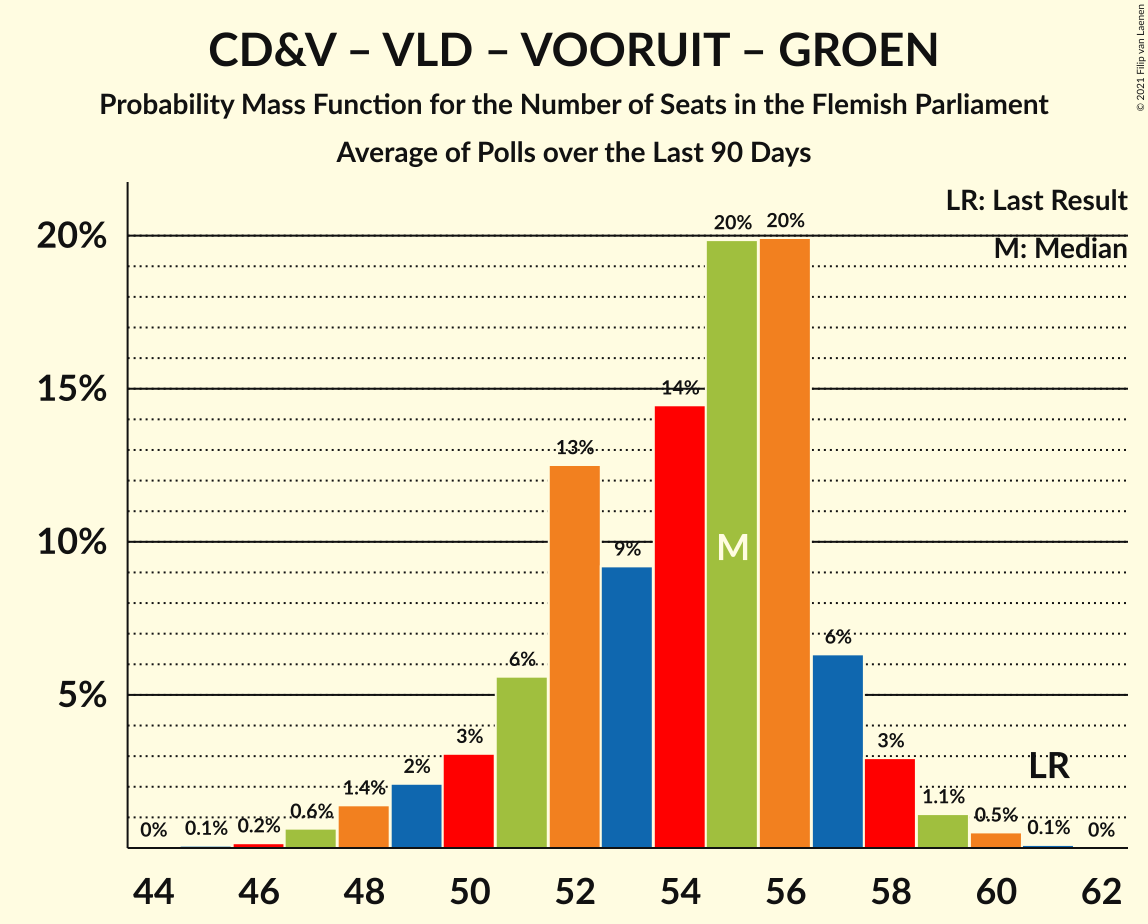 CD&V – VLD – VOORUIT – GROEN
Probability Mass Function for the Number of Seats in the Flemish Parliament
Average of Polls over the Last 90 Days
© 2021 Filip van Laenen
LR: Last Result
M: Median
20%
15%
10%
5%
0%
0.1%
0.2%
0.6%
1.4%
2%
3%
6%
13%
9%
14%
20%
20%
6%
3%
1.1%
0.5%
0.1%
0%
M
LR
44 46 48 50 52 54 56 58 60 62